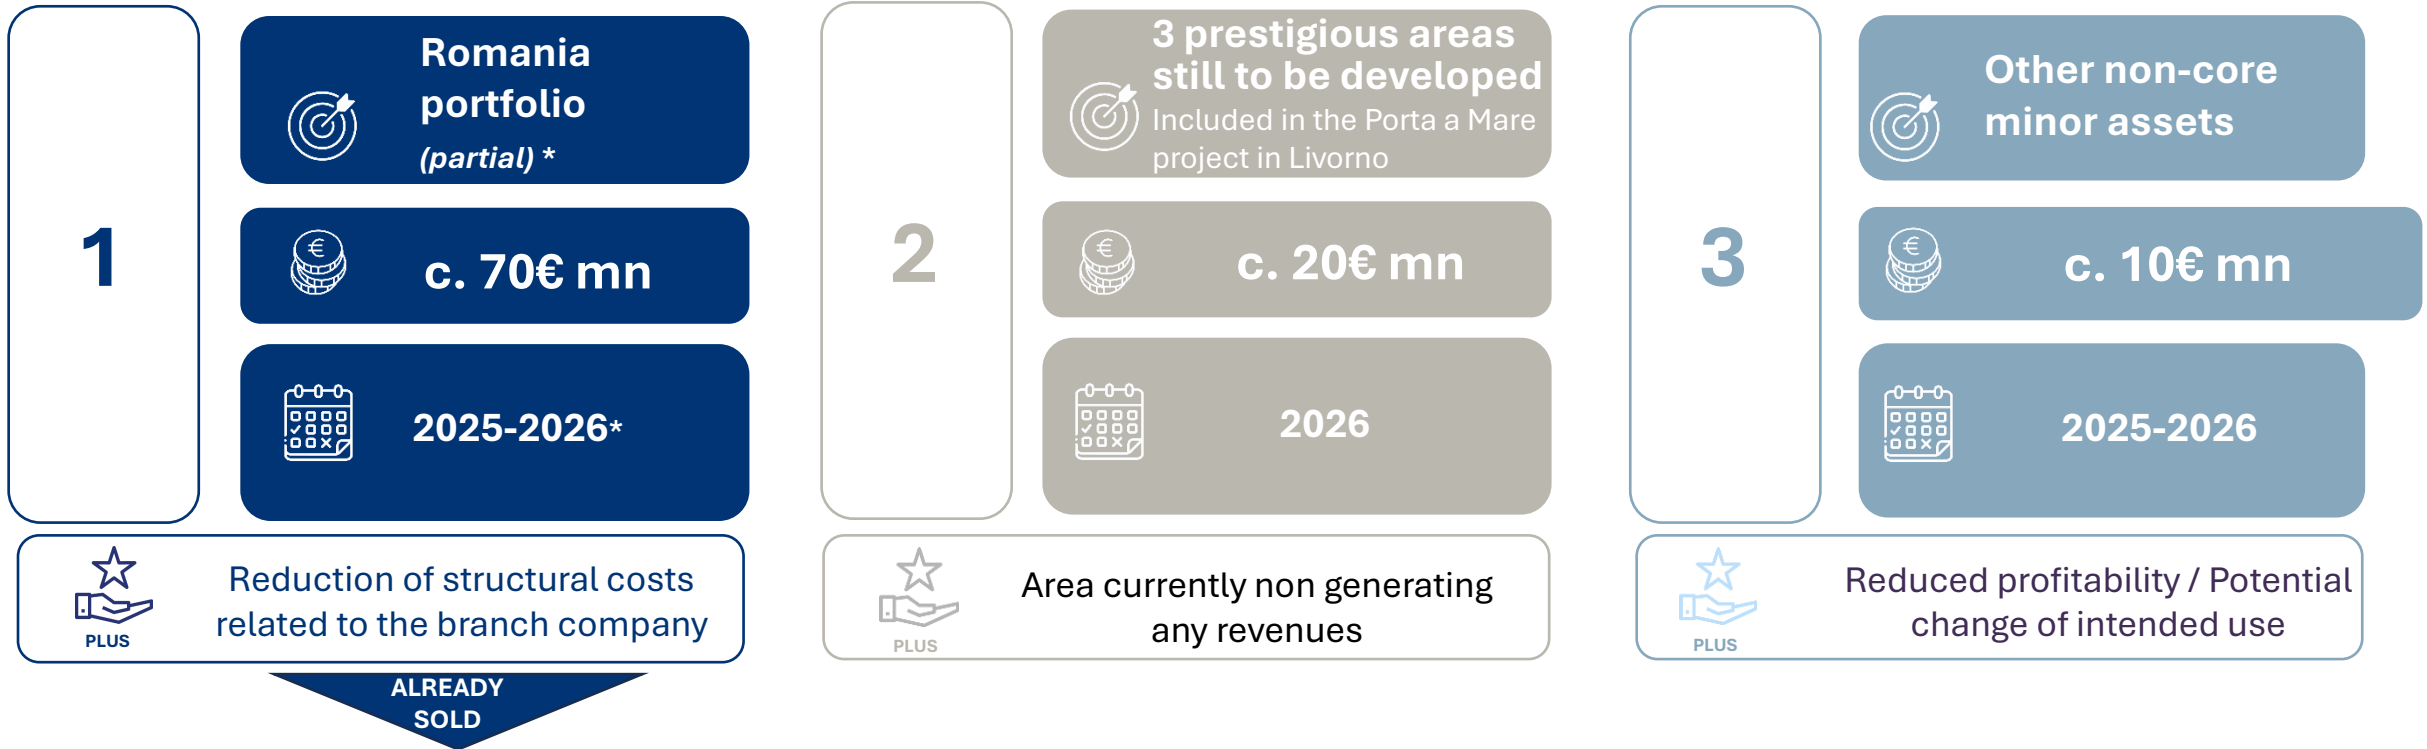 1
Romania
portfolio
(partial) *
c. 70€ mn
2025-2026*
PLUS
Reduction of structural costs
related to the branch company
ALREADY
SOLD
2
3 prestigious areas
still to be developed
Included in the Porta a Mare
project in Livorno
€
c. 20€ mn
2026
PLUS
Area currently non generating
any revenues
3
Other non-core
minor assets
€
c. 10€ mn
2025-2026
PLUS
Reduced profitability / Potential
change of intended use